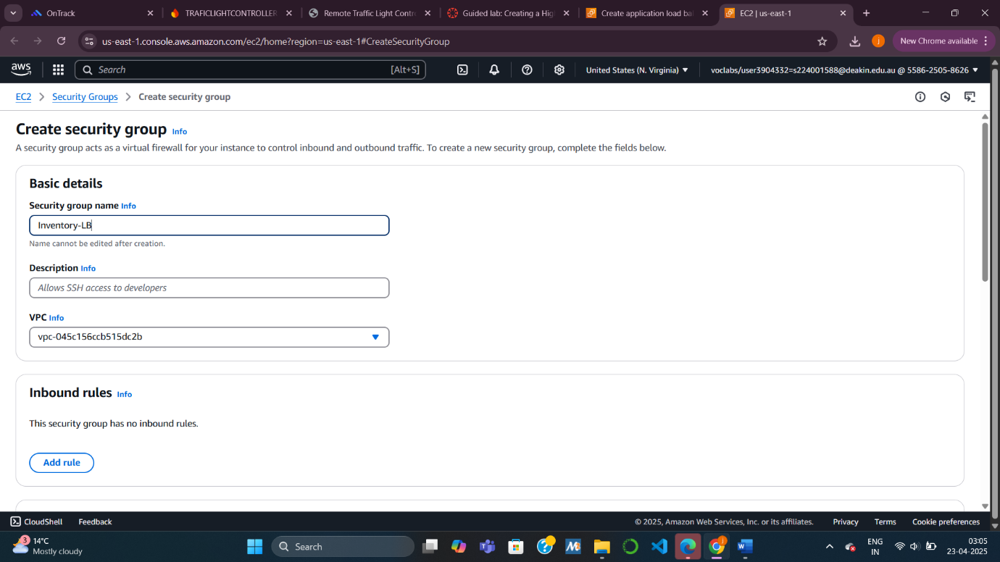 OnTrack
TRAFICLIGHTCONTROLLER
Remote Traffic Light Contr
Guided lab: Creating a Hig
Create application load bal
EC2 | us-east-1
us-east-1.console.aws.amazon.com/ec2/home?region=us-east-1#CreateSecurityGroup
New Chrome available
aws
Search
[Alt+S]
United States (N. Virginia)
voclabs/user3904332=s224001588@deakin.edu.au @ 5586-2505-8626
EC2 > Security Groups > Create security group
Create security group Info
A security group acts as a virtual firewall for your instance to control inbound and outbound traffic. To create a new security group, complete the fields below.
Basic details
Security group name Info
Inventory-LB
Name cannot be edited after creation.
Description Info
Allows SSH access to developers
VPC Info
vpc-045c156ccb515dc2b
Inbound rules Info
This security group has no inbound rules.
Add rule
CloudShell Feedback
© 2025, Amazon Web Services, Inc. or its affiliates. Privacy Terms Cookie preferences
3
14°C
Mostly cloudy
Search
ENG
IN
03:05
23-04-2025